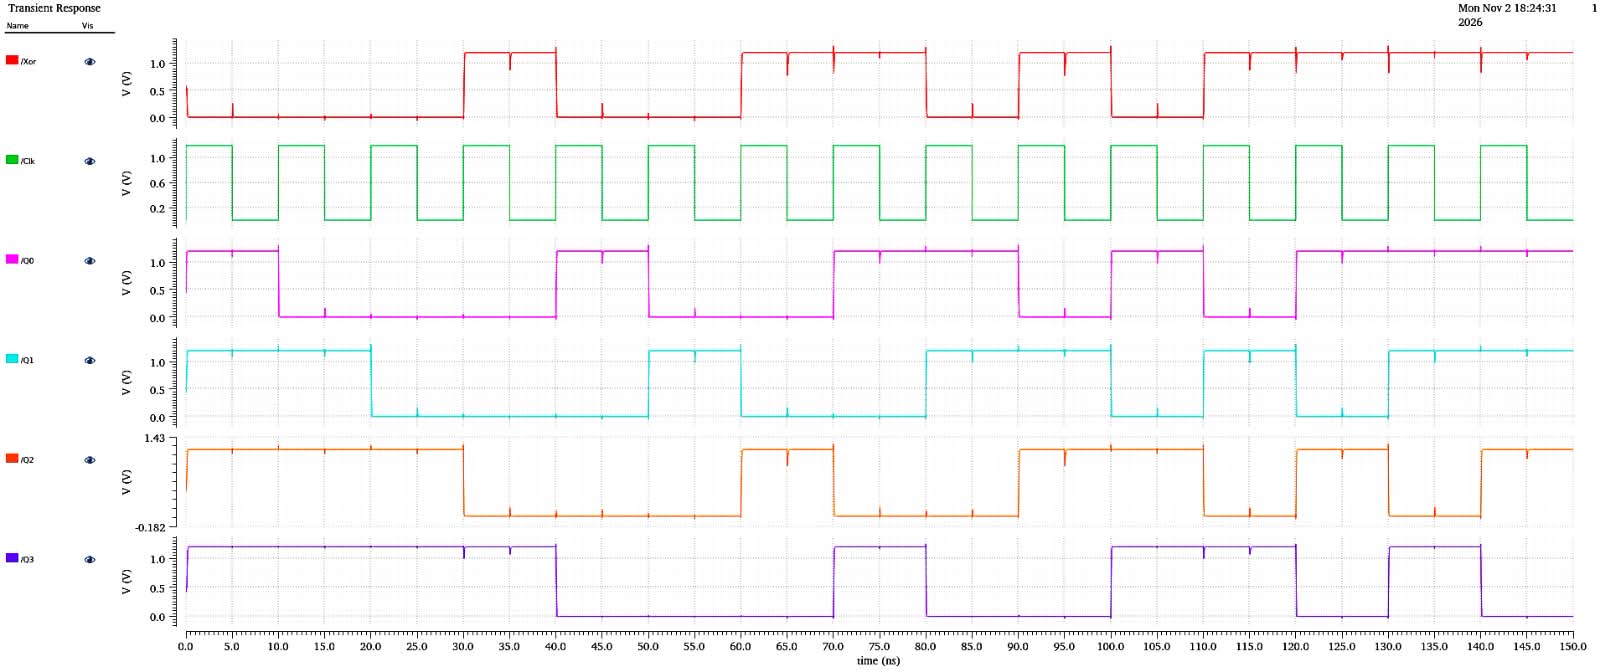 Transient Response
Mon Nov 2 18:24:31 1
2026
Name Vis
/Xor
V (V)
1.0
0.5
0.0
/Clk
V (V)
1.0
0.6
0.2
/Q0
V (V)
1.0
0.5
0.0
/Q1
V (V)
1.0
0.5
0.0
1.43
/Q2
V (V)
-0.182
/Q3
V (V)
1.0
0.5
0.0
0.0 5.0 10.0 15.0 20.0 25.0 30.0 35.0 40.0 45.0 50.0 55.0 60.0 65.0 70.0 75.0 80.0 85.0 90.0 95.0 100.0 105.0 110.0 115.0 120.0 125.0 130.0 135.0 140.0 145.0 150.0
time (ns)